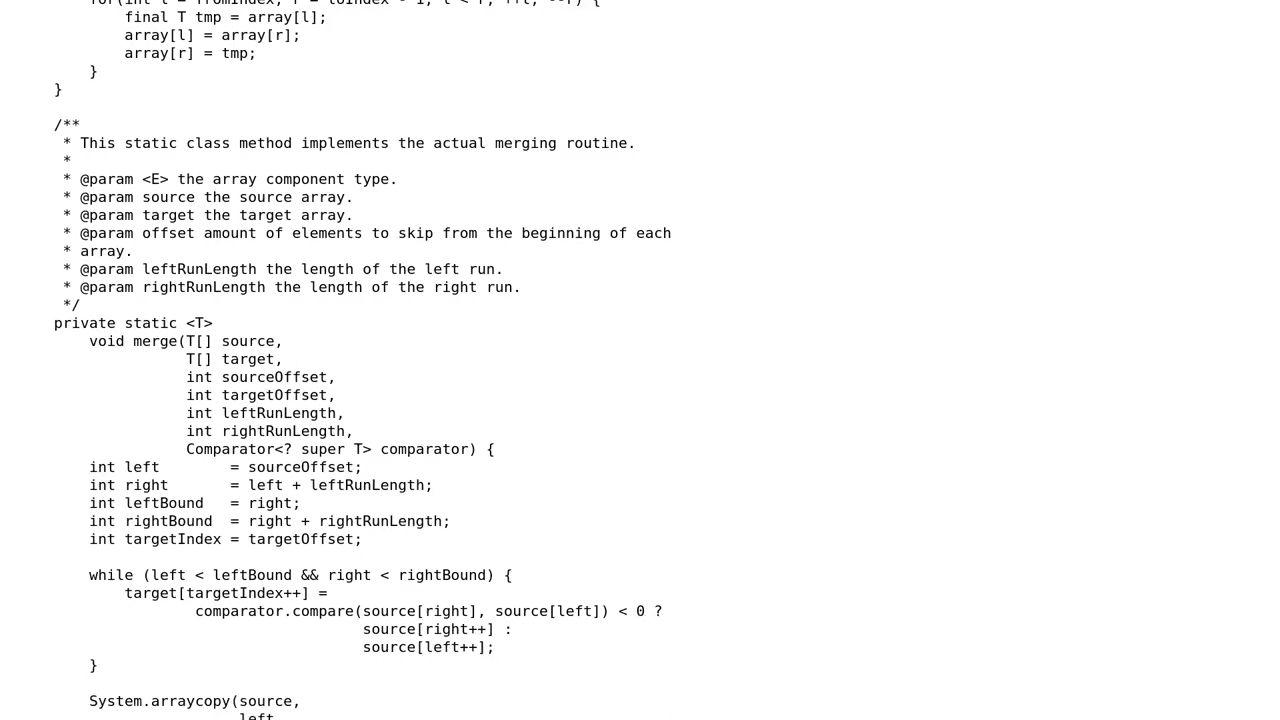 for(int l = fromIndex, r = toIndex - 1; l < r; ++l, --r) {
            final T tmp = array[l];
            array[l] = array[r];
            array[r] = tmp;
        }
    }

    /**
     * This static class method implements the actual merging routine.
     *
     * @param <E> the array component type.
     * @param source the source array.
     * @param target the target array.
     * @param offset amount of elements to skip from the beginning of each
     * array.
     * @param leftRunLength the length of the left run.
     * @param rightRunLength the length of the right run.
     */
    private static <T>
        void merge(T[] source,
                   T[] target,
                   int sourceOffset,
                   int targetOffset,
                   int leftRunLength,
                   int rightRunLength,
                   Comparator<? super T> comparator) {
        int left        = sourceOffset;
        int right       = left + leftRunLength;
        int leftBound   = right;
        int rightBound  = right + rightRunLength;
        int targetIndex = targetOffset;

        while (left < leftBound && right < rightBound) {
            target[targetIndex++] =
                    comparator.compare(source[right], source[left]) < 0 ?
                                       source[right++] :
                                       source[left++];
        }

        System.arraycopy(source,
                         left,